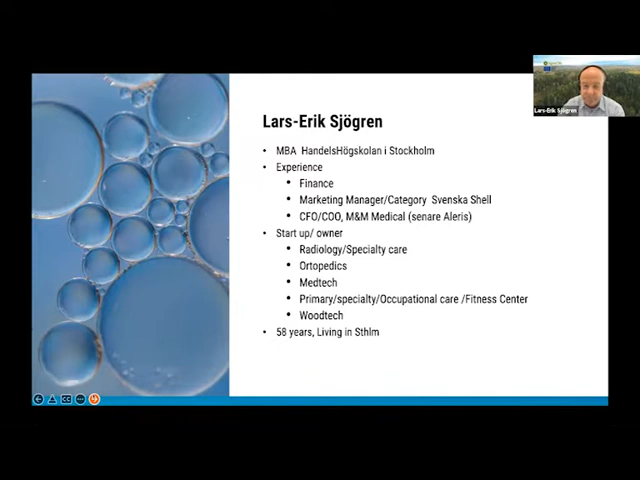 Lars-Erik Sjögren
• MBA HandelsHögskolan i Stockholm
• Experience
• Finance
• Marketing Manager/Category Svenska Shell
• CFO/COO, M&M Medical (senare Aleris)
• Start up/ owner
• Radiology/Specialty care
• Ortopedics
• Medtech
• Primary/specialty/Occupational care /Fitness Center
• Woodtech
• 58 years, Living in Sthlm
Lars-Erik Sjögren
CC